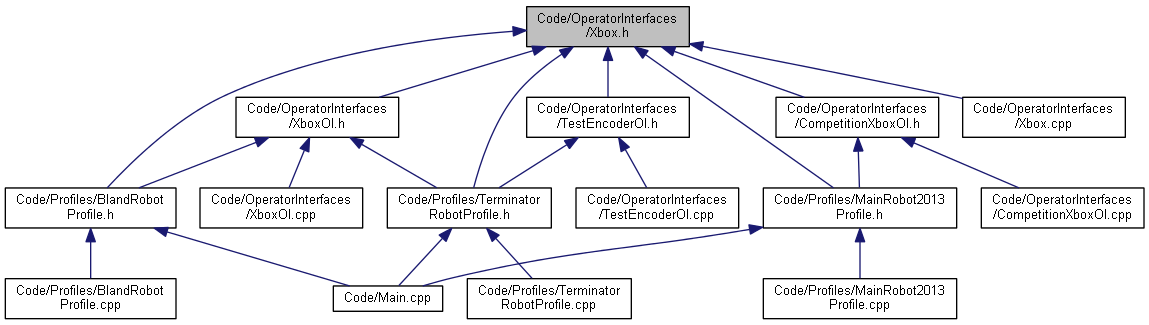 Code/OperatorInterfaces
/Xbox.h
Code/OperatorInterfaces
/XboxOI.h
Code/OperatorInterfaces
/TestEncoderOI.h
Code/OperatorInterfaces
/CompetitionXboxOI.h
Code/OperatorInterfaces
/Xbox.cpp
Code/Profiles/BlandRobot
Profile.h
Code/OperatorInterfaces
/XboxOI.cpp
Code/Profiles/Terminator
RobotProfile.h
Code/OperatorInterfaces
/TestEncoderOI.cpp
Code/Profiles/MainRobot2013
Profile.h
Code/OperatorInterfaces
/CompetitionXboxOI.cpp
Code/Profiles/BlandRobot
Profile.cpp
Code/Main.cpp
Code/Profiles/Terminator
RobotProfile.cpp
Code/Profiles/MainRobot2013
Profile.cpp